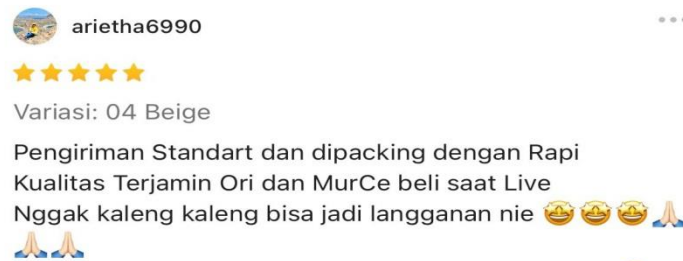 arietha6990
Variasi: 04 Beige
Pengiriman Standart dan dipacking dengan Rapi
Kualitas Terjamin Ori dan MurCe beli saat Live
Nggak kaleng kaleng bisa jadi langganan nie 🤩🤩🤩🙏🏻
🙏🏻🙏🏻